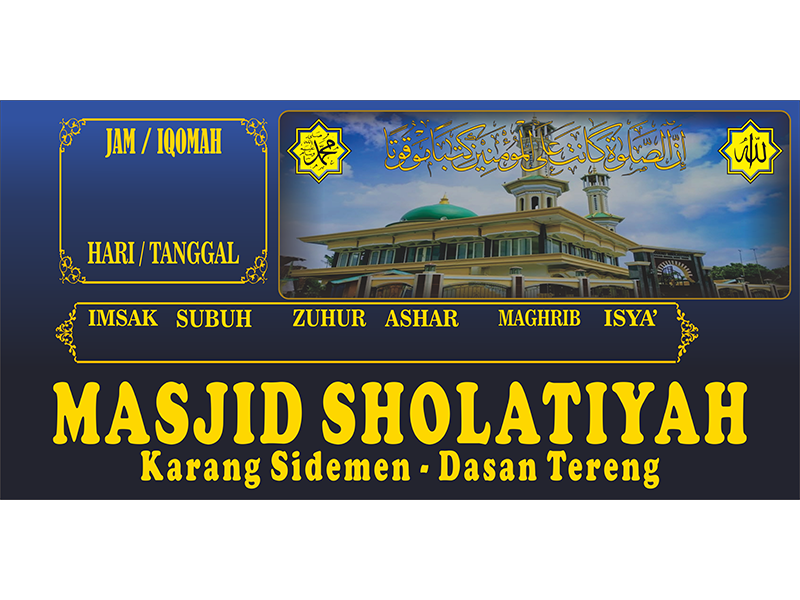 JAM / IQOMAH
HARI / TANGGAL
محمد
إن الصلوة كانت على المؤمنين كتبا موقوتا
الله
IMSAK SUBUH ZUHUR ASHAR MAGHRIB ISYA'
MASJID SHOLATIYAH
Karang Sidemen - Dasan Tereng